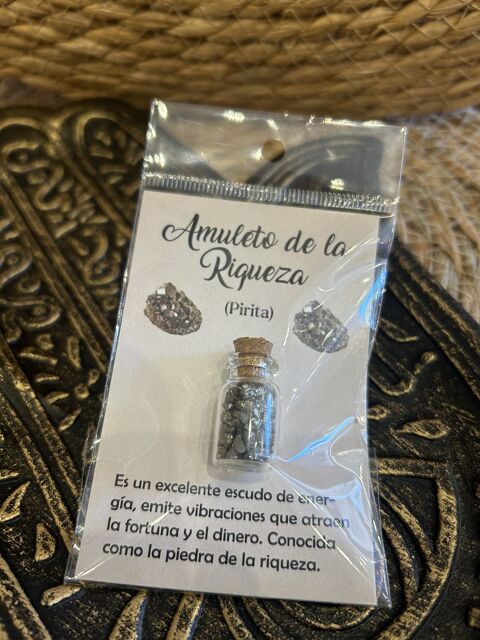 Amuleto de la
Riqueza
(Pirita)
Es un excelente escudo de ener-
gía, emite vibraciones que atraen
la fortuna y el dinero. Conocida
como la piedra de la riqueza.